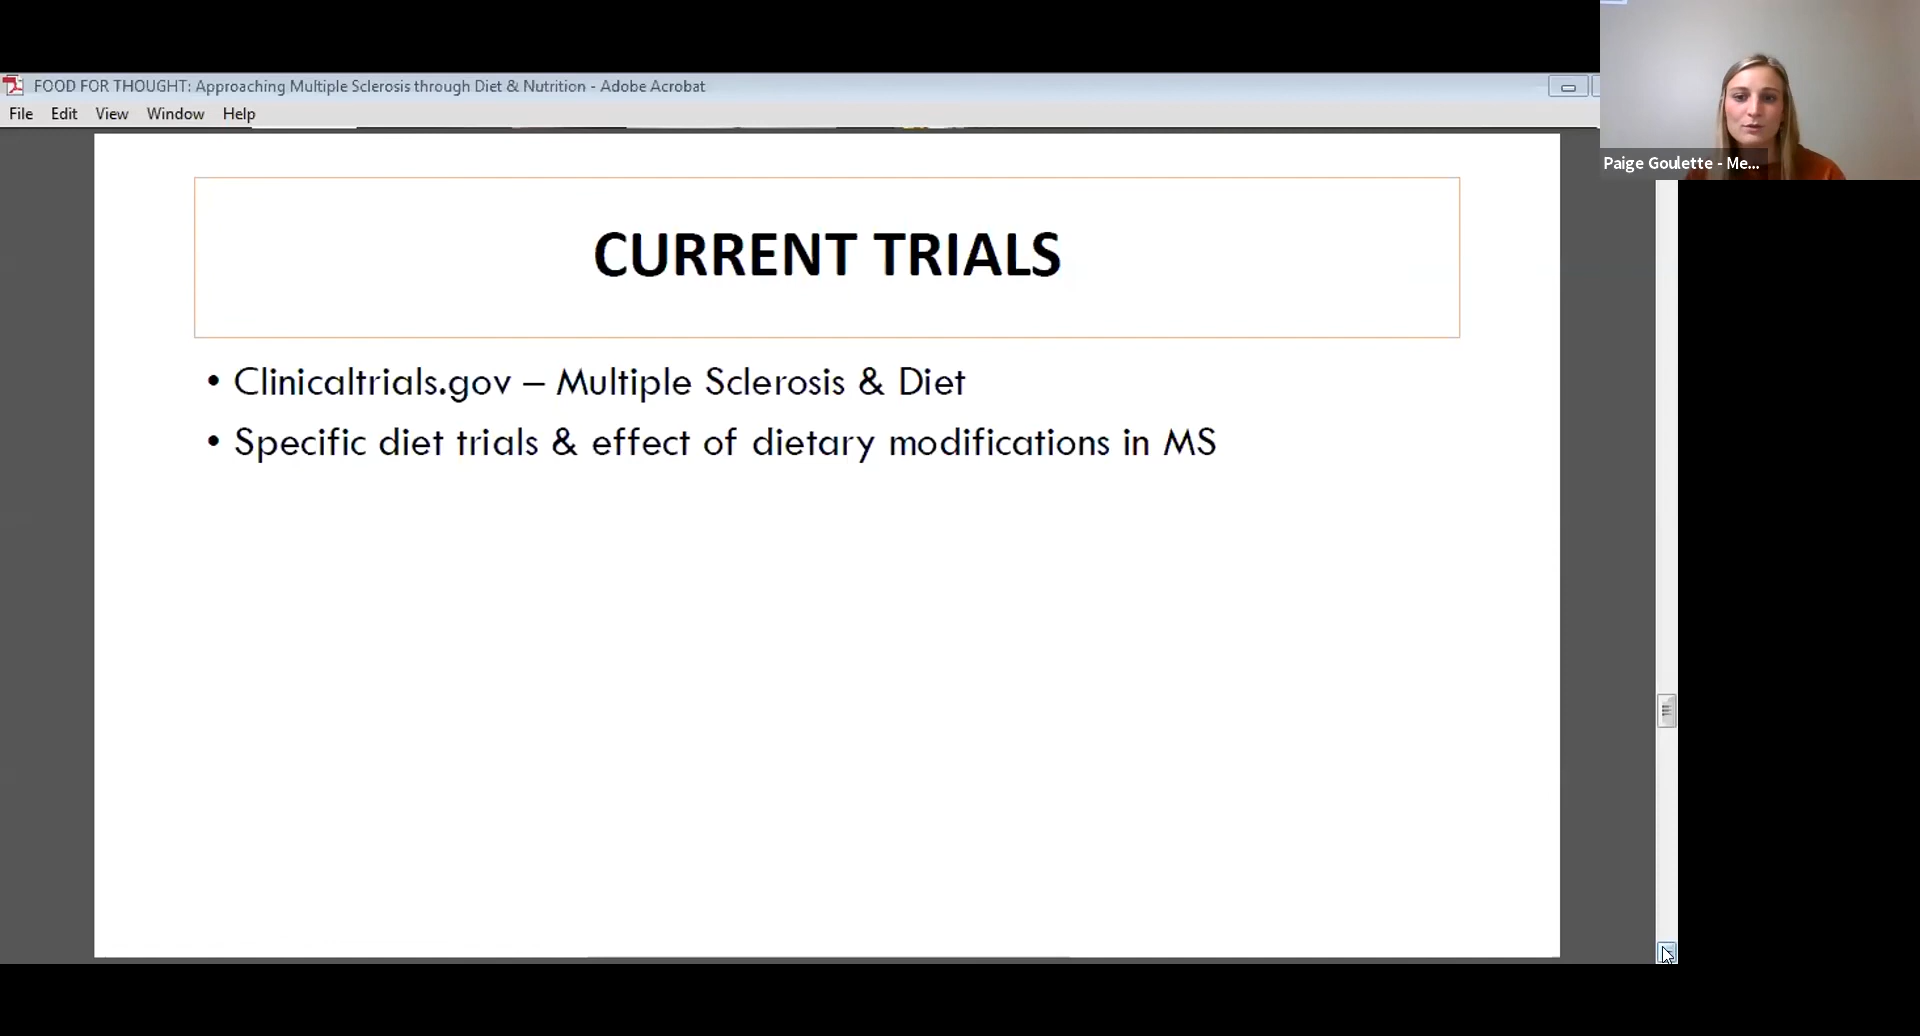 FOOD FOR THOUGHT: Approaching Multiple Sclerosis through Diet & Nutrition - Adobe Acrobat
File Edit View Window Help
Paige Goulette - Me...
CURRENT TRIALS
• Clinicaltrials.gov – Multiple Sclerosis & Diet
• Specific diet trials & effect of dietary modifications in MS